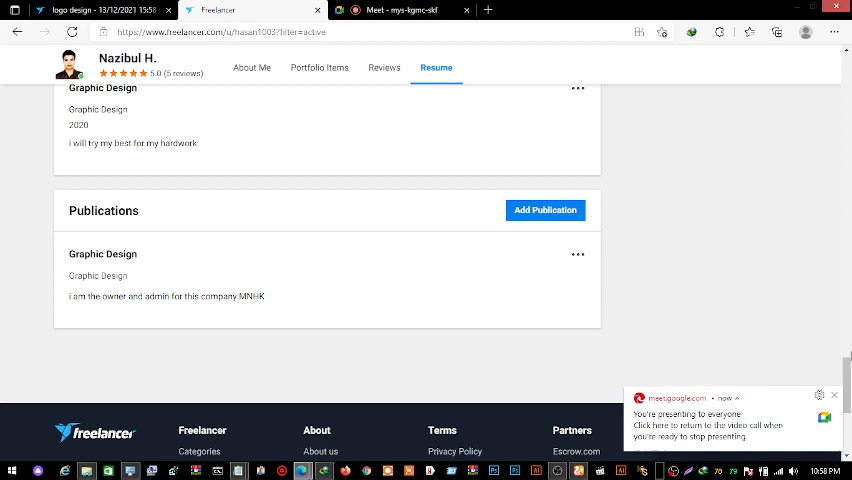 logo design - 13/12/2021 15:58
Freelancer
Meet - mys-kgmc-skf
https://www.freelancer.com/u/hasan1003?filter=active
Nazibul H.
5.0 (5 reviews)
About Me
Portfolio Items
Reviews
Resume
Graphic Design
Graphic Design
2020
i will try my best for my hardwork
Publications
Add Publication
Graphic Design
Graphic Design
i am the owner and admin for this company MNHK
meet.google.com • now
You're presenting to everyone
Click here to return to the video call when
you're ready to stop presenting
freelancer
Freelancer
About
Terms
Partners
Categories
About us
Privacy Policy
Escrow.com
10:58 PM